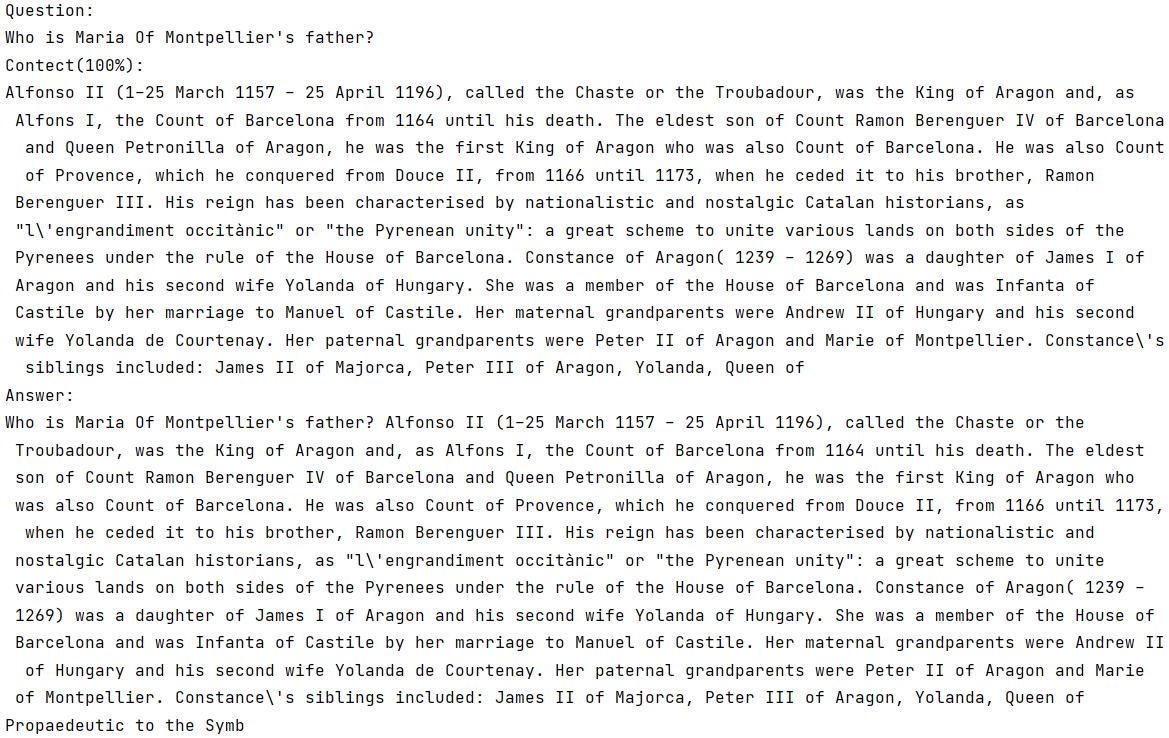 Question:
Who is Maria Of Montpellier's father?
Contect(100%):
Alfonso II (1–25 March 1157 – 25 April 1196), called the Chaste or the Troubadour, was the King of Aragon and, as
Alfons I, the Count of Barcelona from 1164 until his death. The eldest son of Count Ramon Berenguer IV of Barcelona
and Queen Petronilla of Aragon, he was the first King of Aragon who was also Count of Barcelona. He was also Count
of Provence, which he conquered from Douce II, from 1166 until 1173, when he ceded it to his brother, Ramon
Berenguer III. His reign has been characterised by nationalistic and nostalgic Catalan historians, as
"l\'engrandiment occitànic" or "the Pyrenean unity": a great scheme to unite various lands on both sides of the
Pyrenees under the rule of the House of Barcelona. Constance of Aragon( 1239 – 1269) was a daughter of James I of
Aragon and his second wife Yolanda of Hungary. She was a member of the House of Barcelona and was Infanta of
Castile by her marriage to Manuel of Castile. Her maternal grandparents were Andrew II of Hungary and his second
wife Yolanda de Courtenay. Her paternal grandparents were Peter II of Aragon and Marie of Montpellier. Constance\'s
siblings included: James II of Majorca, Peter III of Aragon, Yolanda, Queen of
Answer:
Who is Maria Of Montpellier's father? Alfonso II (1–25 March 1157 – 25 April 1196), called the Chaste or the
Troubadour, was the King of Aragon and, as Alfons I, the Count of Barcelona from 1164 until his death. The eldest
son of Count Ramon Berenguer IV of Barcelona and Queen Petronilla of Aragon, he was the first King of Aragon who
was also Count of Barcelona. He was also Count of Provence, which he conquered from Douce II, from 1166 until 1173,
when he ceded it to his brother, Ramon Berenguer III. His reign has been characterised by nationalistic and
nostalgic Catalan historians, as "l\'engrandiment occitànic" or "the Pyrenean unity": a great scheme to unite
various lands on both sides of the Pyrenees under the rule of the House of Barcelona. Constance of Aragon( 1239 –
1269) was a daughter of James I of Aragon and his second wife Yolanda of Hungary. She was a member of the House of
Barcelona and was Infanta of Castile by her marriage to Manuel of Castile. Her maternal grandparents were Andrew II
of Hungary and his second wife Yolanda de Courtenay. Her paternal grandparents were Peter II of Aragon and Marie
of Montpellier. Constance\'s siblings included: James II of Majorca, Peter III of Aragon, Yolanda, Queen of
Propaedeutic to the Symb